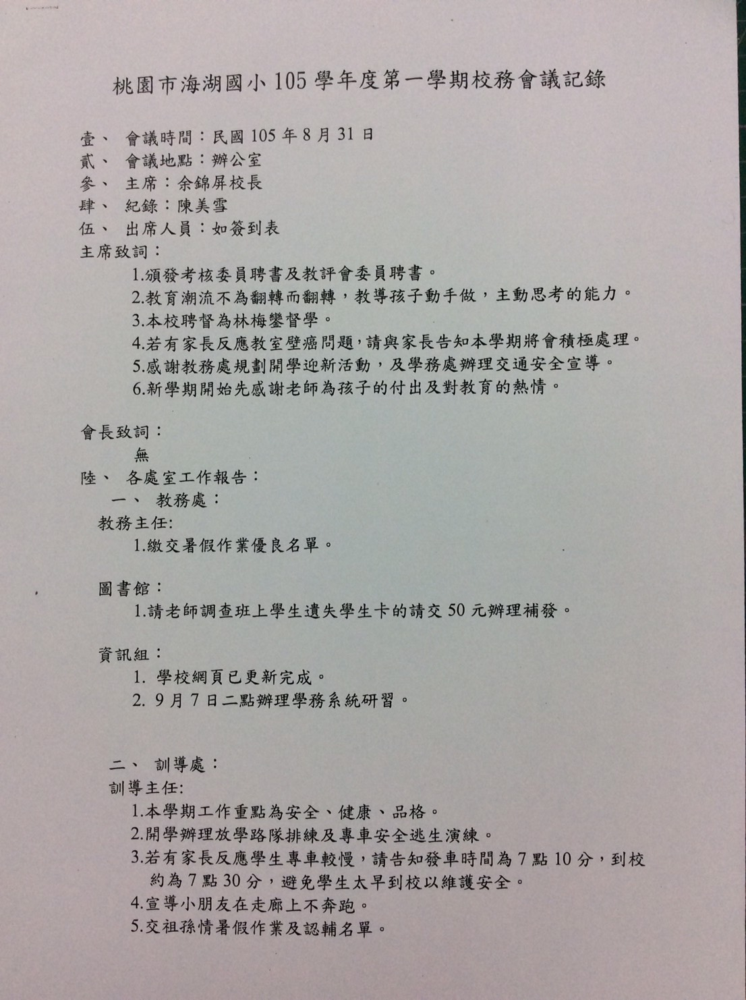 桃園市海湖國小 105 學年度第一學期校務會議記錄
壹、 會議時間：民國 105 年 8 月 31 日
貳、 會議地點：辦公室
參、 主席：余錦屏校長
肆、 紀錄：陳美雪
伍、 出席人員：如簽到表
主席致詞：
1.頒發考核委員聘書及教評會委員聘書。
2.教育潮流不為翻轉而翻轉，教導孩子動手做，主動思考的能力。
3.本校聘督為林梅鑾督學。
4.若有家長反應教室壁癌問題，請與家長告知本學期將會積極處理。
5.感謝教務處規劃開學迎新活動，及學務處辦理交通安全宣導。
6.新學期開始先感謝老師為孩子的付出及對教育的熱情。
會長致詞：
無
陸、 各處室工作報告：
一、 教務處：
教務主任:
1.繳交暑假作業優良名單。
圖書館：
1.請老師調查班上學生遺失學生卡的請交 50 元辦理補發。
資訊組：
1. 學校網頁已更新完成。
2. 9 月 7 日二點辦理學務系統研習。
二、 訓導處：
訓導主任:
1.本學期工作重點為安全、健康、品格。
2.開學辦理放學路隊排練及專車安全逃生演練。
3.若有家長反應學生專車較慢，請告知發車時間為 7 點 10 分，到校
約為 7 點 30 分，避免學生太早到校以維護安全。
4.宣導小朋友在走廊上不奔跑。
5.交祖孫情暑假作業及認輔名單。